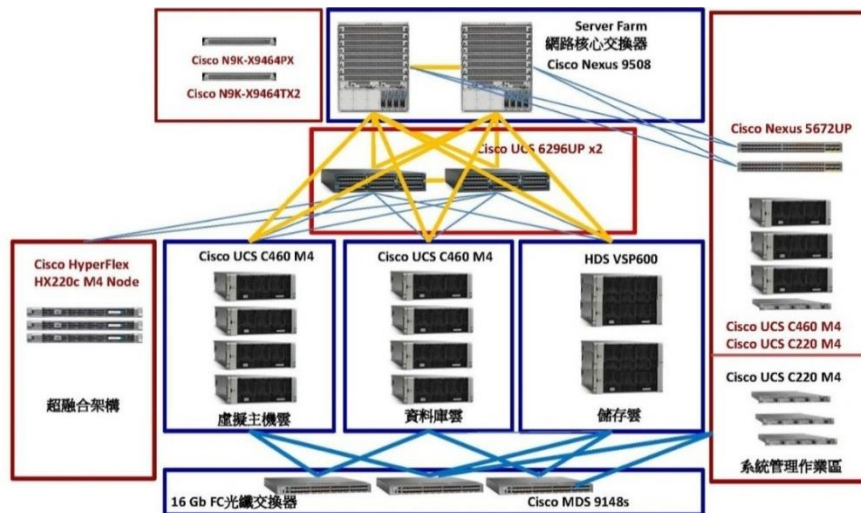 Cisco N9K-X9464PX
Cisco N9K-X9464TX2
Server Farm
網路核心交換器
Cisco Nexus 9508
Cisco Nexus 5672UP
Cisco UCS 6296UP x2
Cisco HyperFlex
HX220c M4 Node
超融合架構
Cisco UCS C460 M4
虛擬主機雲
Cisco UCS C460 M4
資料庫雲
HDS VSP600
儲存雲
Cisco UCS C460 M4
Cisco UCS C220 M4
Cisco UCS C220 M4
系統管理作業區
16 Gb FC光纖交換器
Cisco MDS 9148s